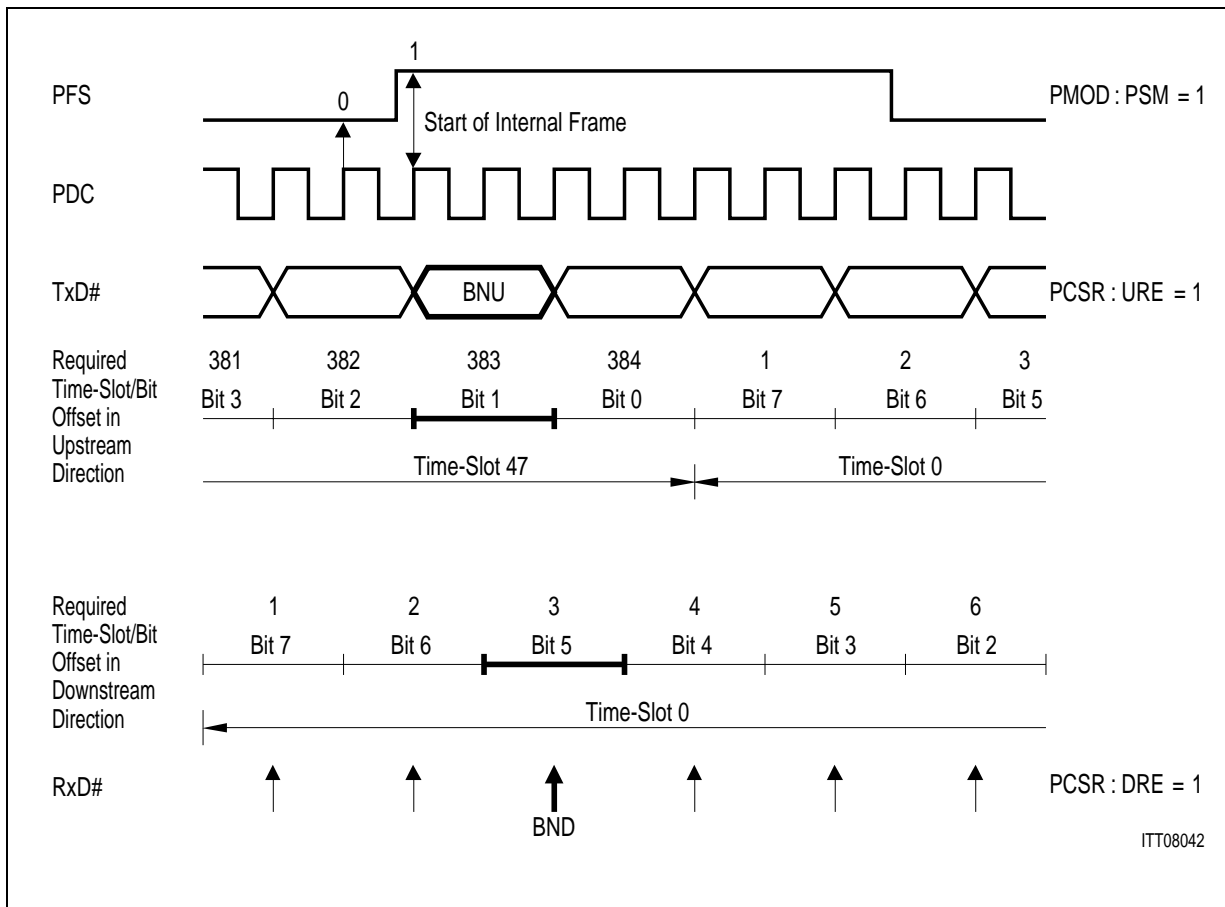 1
PFS
0
PMOD : PSM = 1
Start of Internal Frame
PDC
TxD#
BNU
PCSR : URE = 1
Required
Time-Slot/Bit
Offset in
Upstream
Direction
381 382 383 384 1 2 3
Bit 3 Bit 2 Bit 1 Bit 0 Bit 7 Bit 6 Bit 5
Time-Slot 47 Time-Slot 0
Required
Time-Slot/Bit
Offset in
Downstream
Direction
1 2 3 4 5 6
Bit 7 Bit 6 Bit 5 Bit 4 Bit 3 Bit 2
Time-Slot 0
RxD#
PCSR : DRE = 1
BND
ITT08042